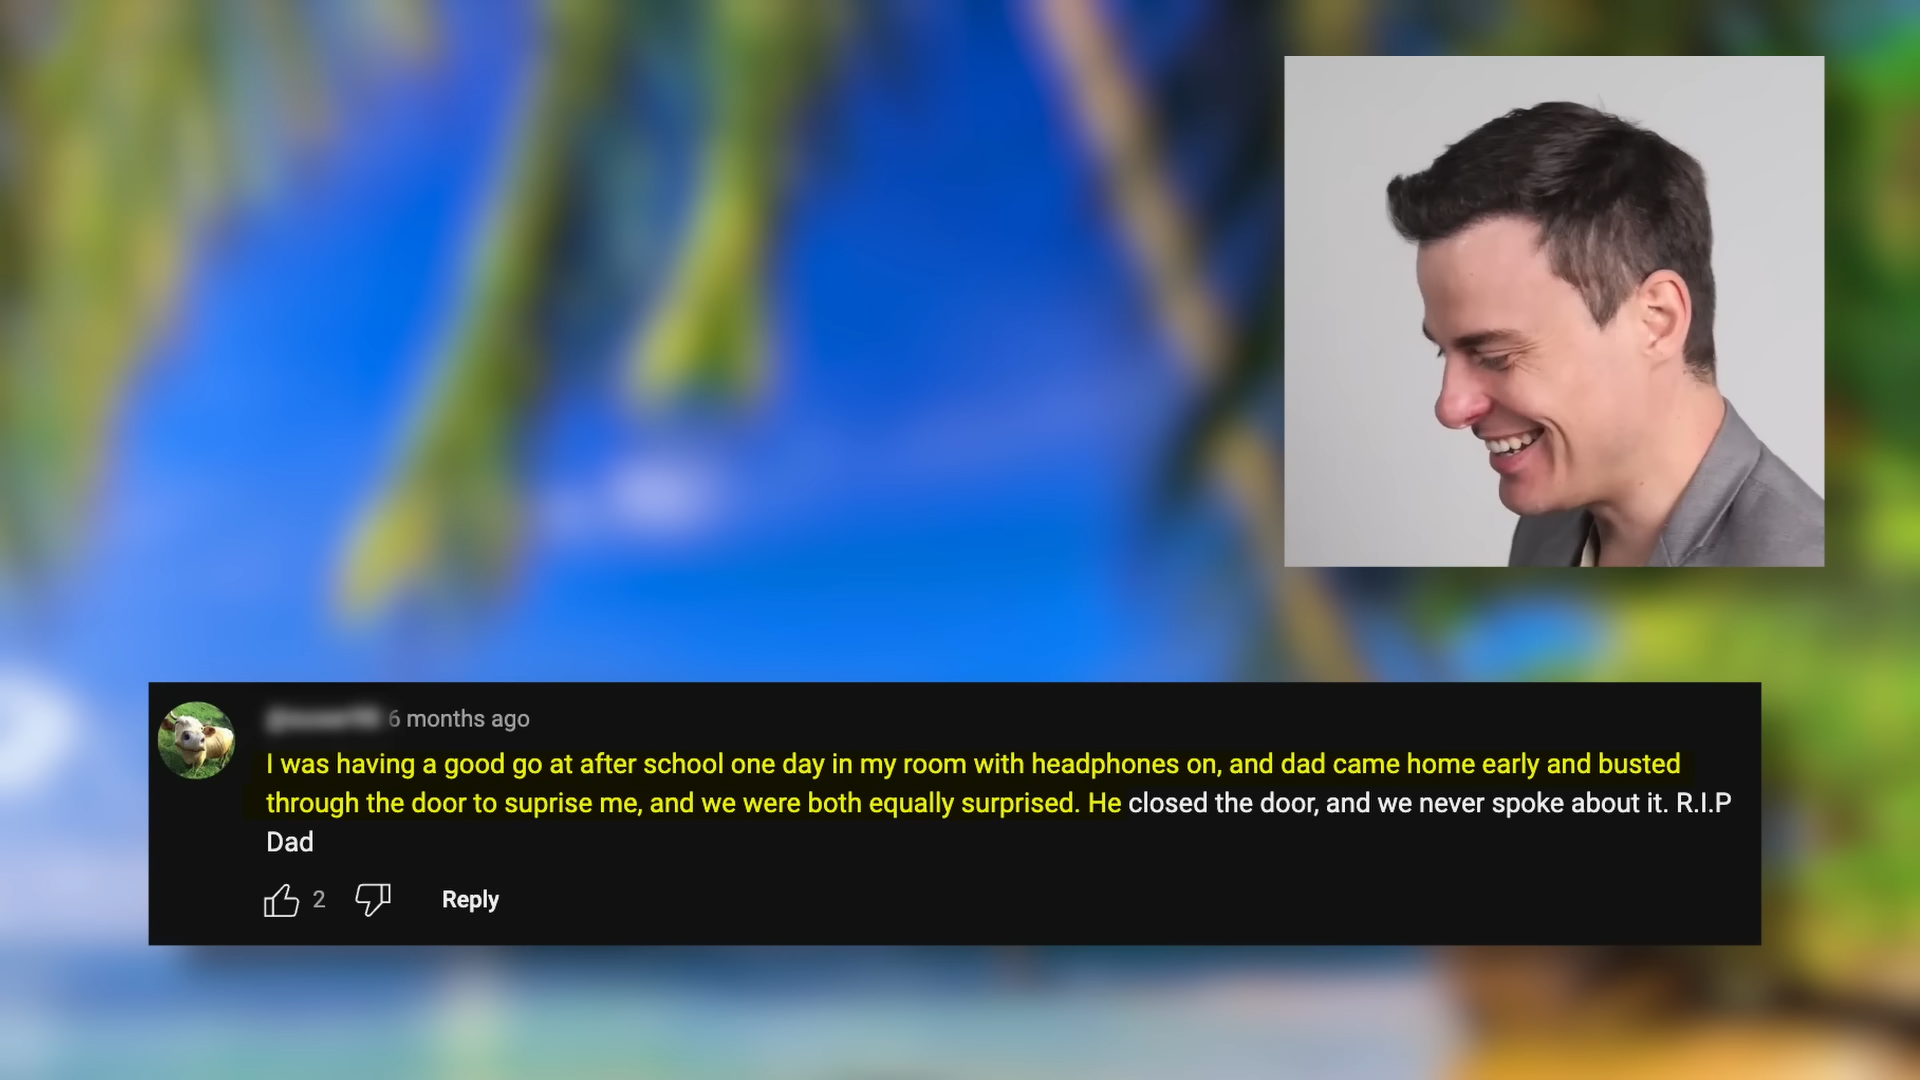 6 months ago
I was having a good go at after school one day in my room with headphones on, and dad came home early and busted
through the door to suprise me, and we were both equally surprised. He closed the door, and we never spoke about it. R.I.P
Dad
2
Reply